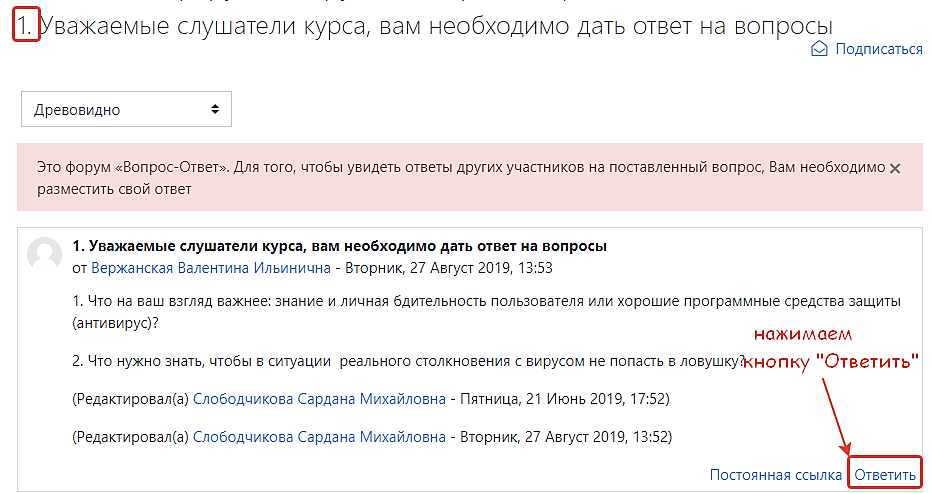 1. Уважаемые слушатели курса, вам необходимо дать ответ на вопросы
Подписаться
Древовидно
Это форум «Вопрос-Ответ». Для того, чтобы увидеть ответы других участников на поставленный вопрос, Вам необходимо
разместить свой ответ
1. Уважаемые слушатели курса, вам необходимо дать ответ на вопросы
от Вержанская Валентина Ильинична - Вторник, 27 Август 2019, 13:53
1. Что на ваш взгляд важнее: знание и личная бдительность пользователя или хорошие программные средства защиты
(антивирус)?
нажимаем
2. Что нужно знать, чтобы в ситуации реального столкновения с вирусом не попасть в ловушку?
кнопку "Ответить"
(Редактировал(а) Слободчикова Сардана Михайловна - Пятница, 21 Июнь 2019, 17:52)
(Редактировал(а) Слободчикова Сардана Михайловна - Вторник, 27 Август 2019, 13:52)
Постоянная ссылка Ответить